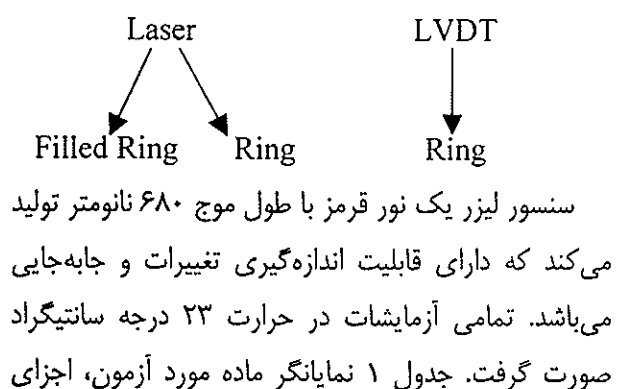 Laser LVDT
Filled Ring Ring Ring
سنسور لیزر یک نور قرمز با طول موج ۶۸۰ نانومتر تولید
می‌کند که دارای قابلیت اندازه‌گیری تغییرات و جابه‌جایی
می‌باشد. تمامی آزمایشات در حرارت ۲۳ درجه سانتیگراد
صورت گرفت. جدول ۱ نمایانگر ماده مورد آزمون، اجزای